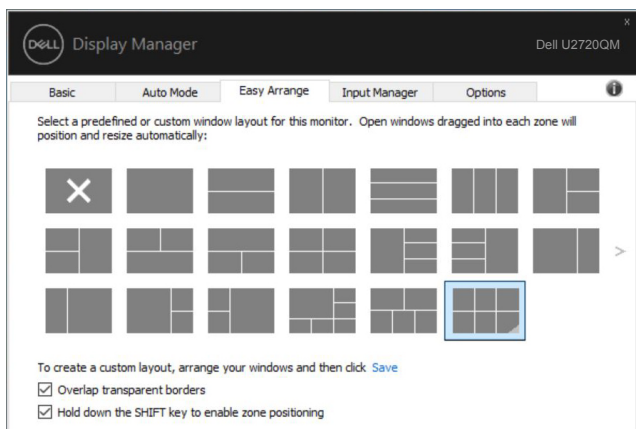 x
DELL Display Manager Dell U2720QM
Basic Auto Mode Easy Arrange Input Manager Options i
Select a predefined or custom window layout for this monitor. Open windows dragged into each zone will
position and resize automatically:
>
To create a custom layout, arrange your windows and then click Save
Overlap transparent borders
Hold down the SHIFT key to enable zone positioning